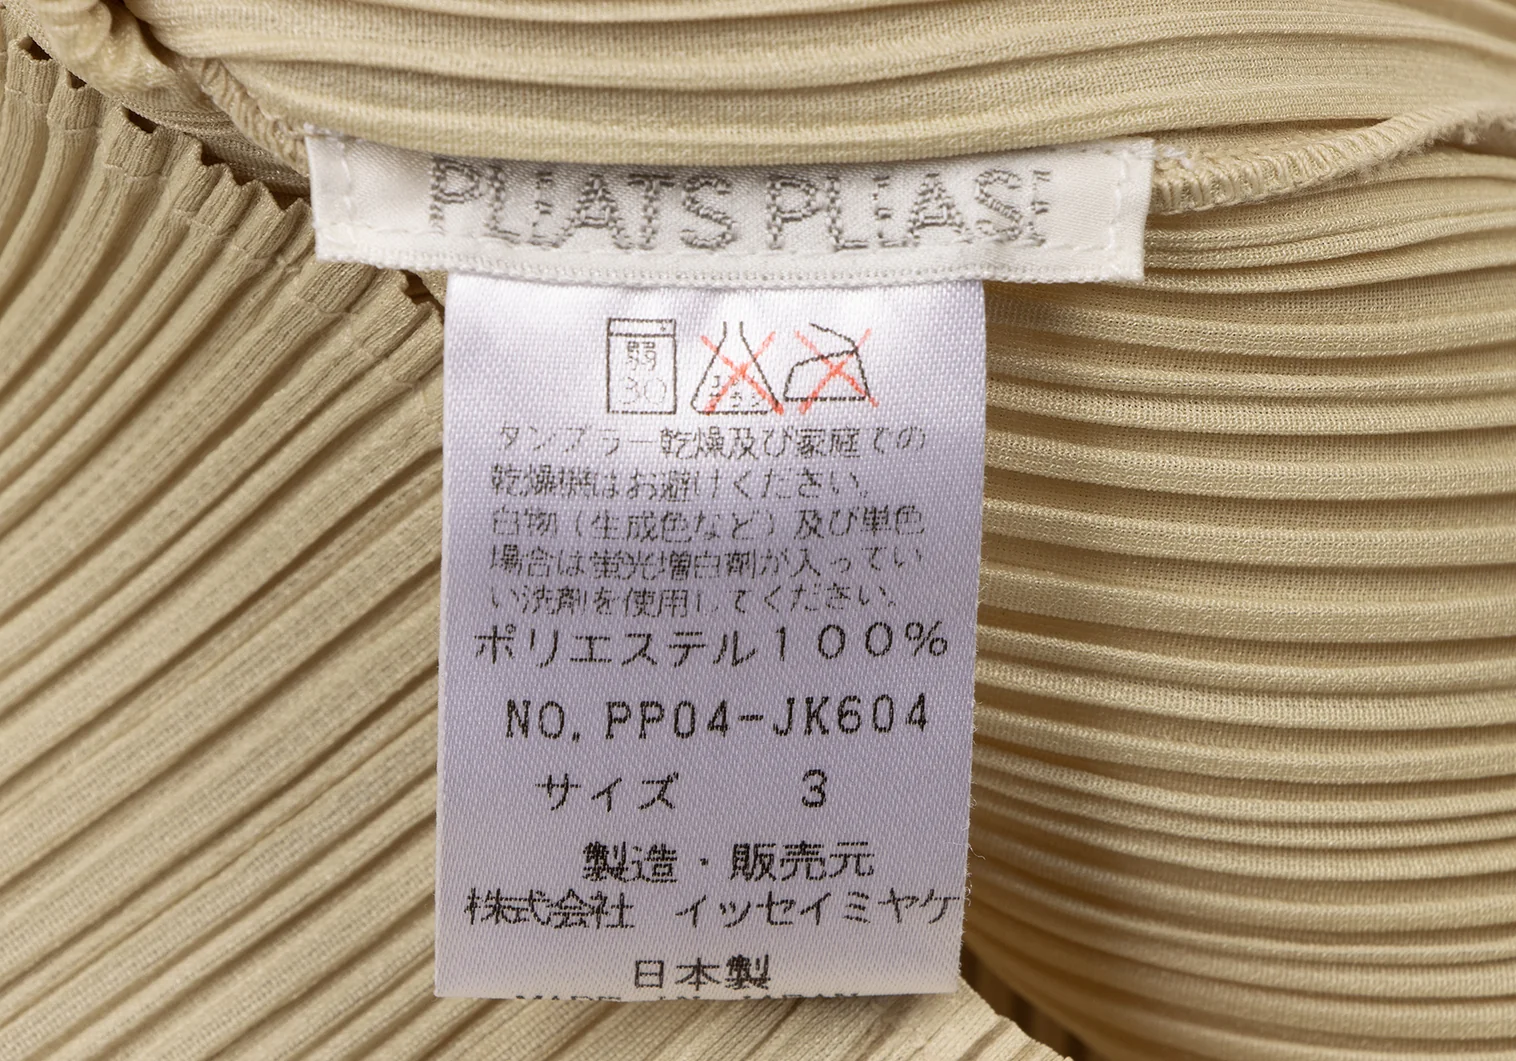 PLEATS PLEASE
弱
30
タンブラー乾燥及び家庭での
乾燥機はお避けください。
白物（生成色など）及び単色
場合は蛍光増白剤が入ってい
い洗剤を使用してください。
ポリエステル100%
NO. PP04-JK604
サイズ 3
製造・販売元
株式会社 イッセイミヤケ
日本製
MADE IN JAPAN